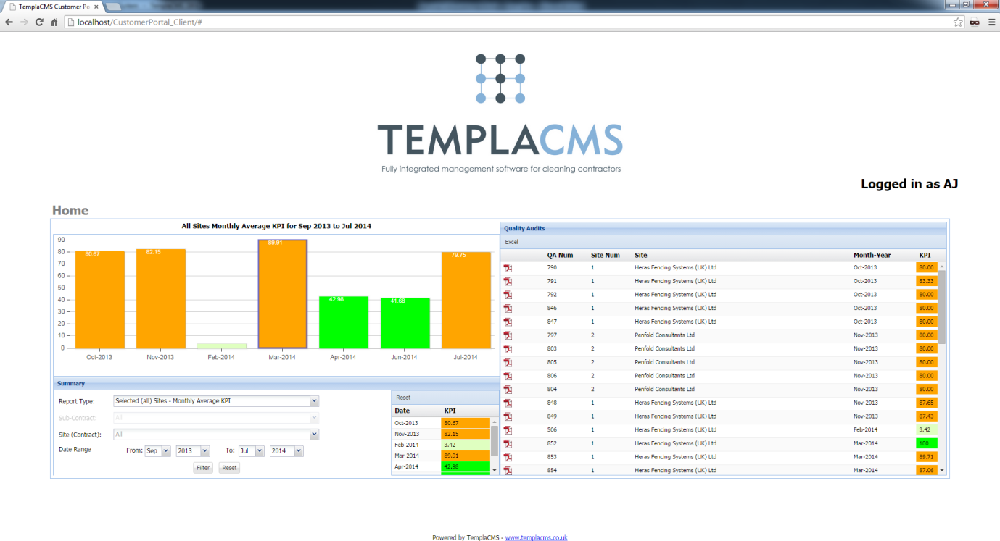 TemplaCMS Customer Po
localhost/CustomerPortal_Client/#
TEMPLACMS
Fully integrated management software for cleaning contractors
Logged in as AJ
Home
All Sites Monthly Average KPI for Sep 2013 to Jul 2014
90
80
70
60
50
40
30
20
10
0
80.67
82.15
89.91
42.98
41.68
79.75
Oct-2013 Nov-2013 Feb-2014 Mar-2014 Apr-2014 Jun-2014 Jul-2014
Summary
Report Type: Selected (all) Sites - Monthly Average KPI
Sub-Contract: All
Site (Contract): All
Date Range From: Sep 2013 To: Jul 2014
Filter Reset
Reset
Date KPI
Oct-2013 80.67
Nov-2013 82.15
Feb-2014 3.42
Mar-2014 89.91
Apr-2014 42.98
Quality Audits
Excel
QA Num Site Num Site Month-Year KPI
790 1 Heras Fencing Systems (UK) Ltd Oct-2013 80.00
791 1 Heras Fencing Systems (UK) Ltd Oct-2013 83.33
792 1 Heras Fencing Systems (UK) Ltd Oct-2013 80.00
846 1 Heras Fencing Systems (UK) Ltd Oct-2013 80.00
847 1 Heras Fencing Systems (UK) Ltd Oct-2013 80.00
797 2 Penfold Consultants Ltd Nov-2013 80.00
803 2 Penfold Consultants Ltd Nov-2013 80.00
805 2 Penfold Consultants Ltd Nov-2013 80.00
806 2 Penfold Consultants Ltd Nov-2013 80.00
804 2 Penfold Consultants Ltd Nov-2013 80.00
848 1 Heras Fencing Systems (UK) Ltd Nov-2013 87.65
849 1 Heras Fencing Systems (UK) Ltd Nov-2013 87.43
506 1 Heras Fencing Systems (UK) Ltd Feb-2014 3.42
852 1 Heras Fencing Systems (UK) Ltd Mar-2014 100...
853 1 Heras Fencing Systems (UK) Ltd Mar-2014 89.71
854 1 Heras Fencing Systems (UK) Ltd Mar-2014 87.06
Powered by TemplaCMS - www.templacms.co.uk